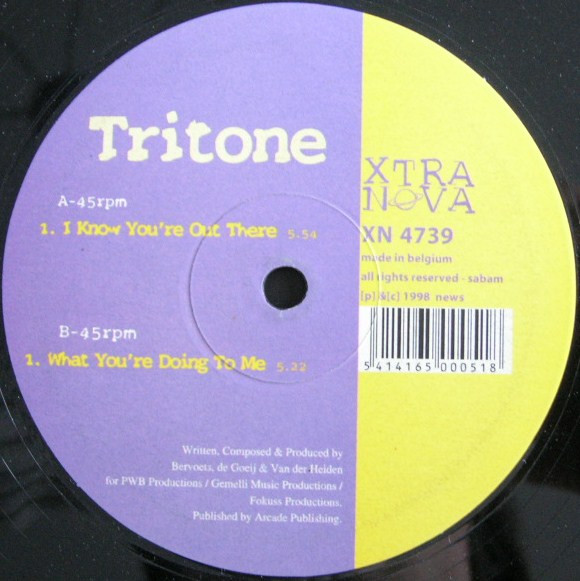 Tritone
A-45rpm
1. I Know You're Out There 5.54
B-45rpm
1. What You're Doing To Me 5.22
Written, Composed & Produced by
Bervoets, de Goeij & Van der Heiden
for PWB Productions / Gemelli Music Productions /
Fokuss Productions.
Published by Arcade Publishing.
XTRA
NOVA
XN 4739
made in belgium
all rights reserved - sabam
[p] &[c] 1998 news
5 414165 000518